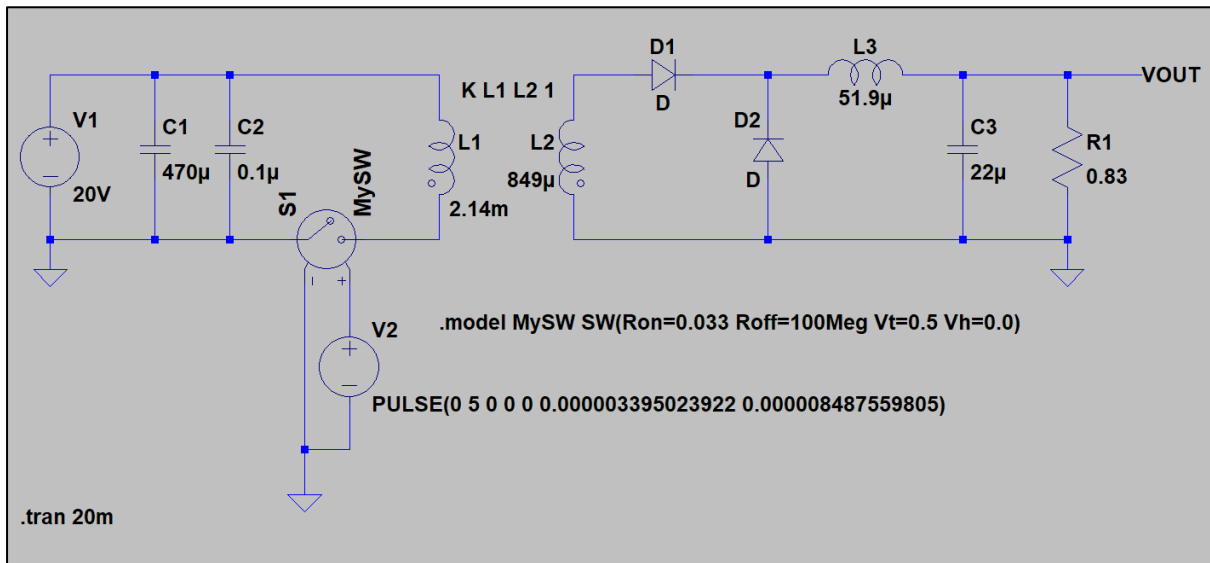 V1
20V
C1
470µ
C2
0.1µ
K L1 L2 1
L1
2.14m
L2
849µ
D1
D
D2
D
L3
51.9µ
C3
22µ
R1
0.83
VOUT
S1
MySW
.model MySW SW(Ron=0.033 Roff=100Meg Vt=0.5 Vh=0.0)
V2
PULSE(0 5 0 0 0 0.000003395023922 0.000008487559805)
.tran 20m